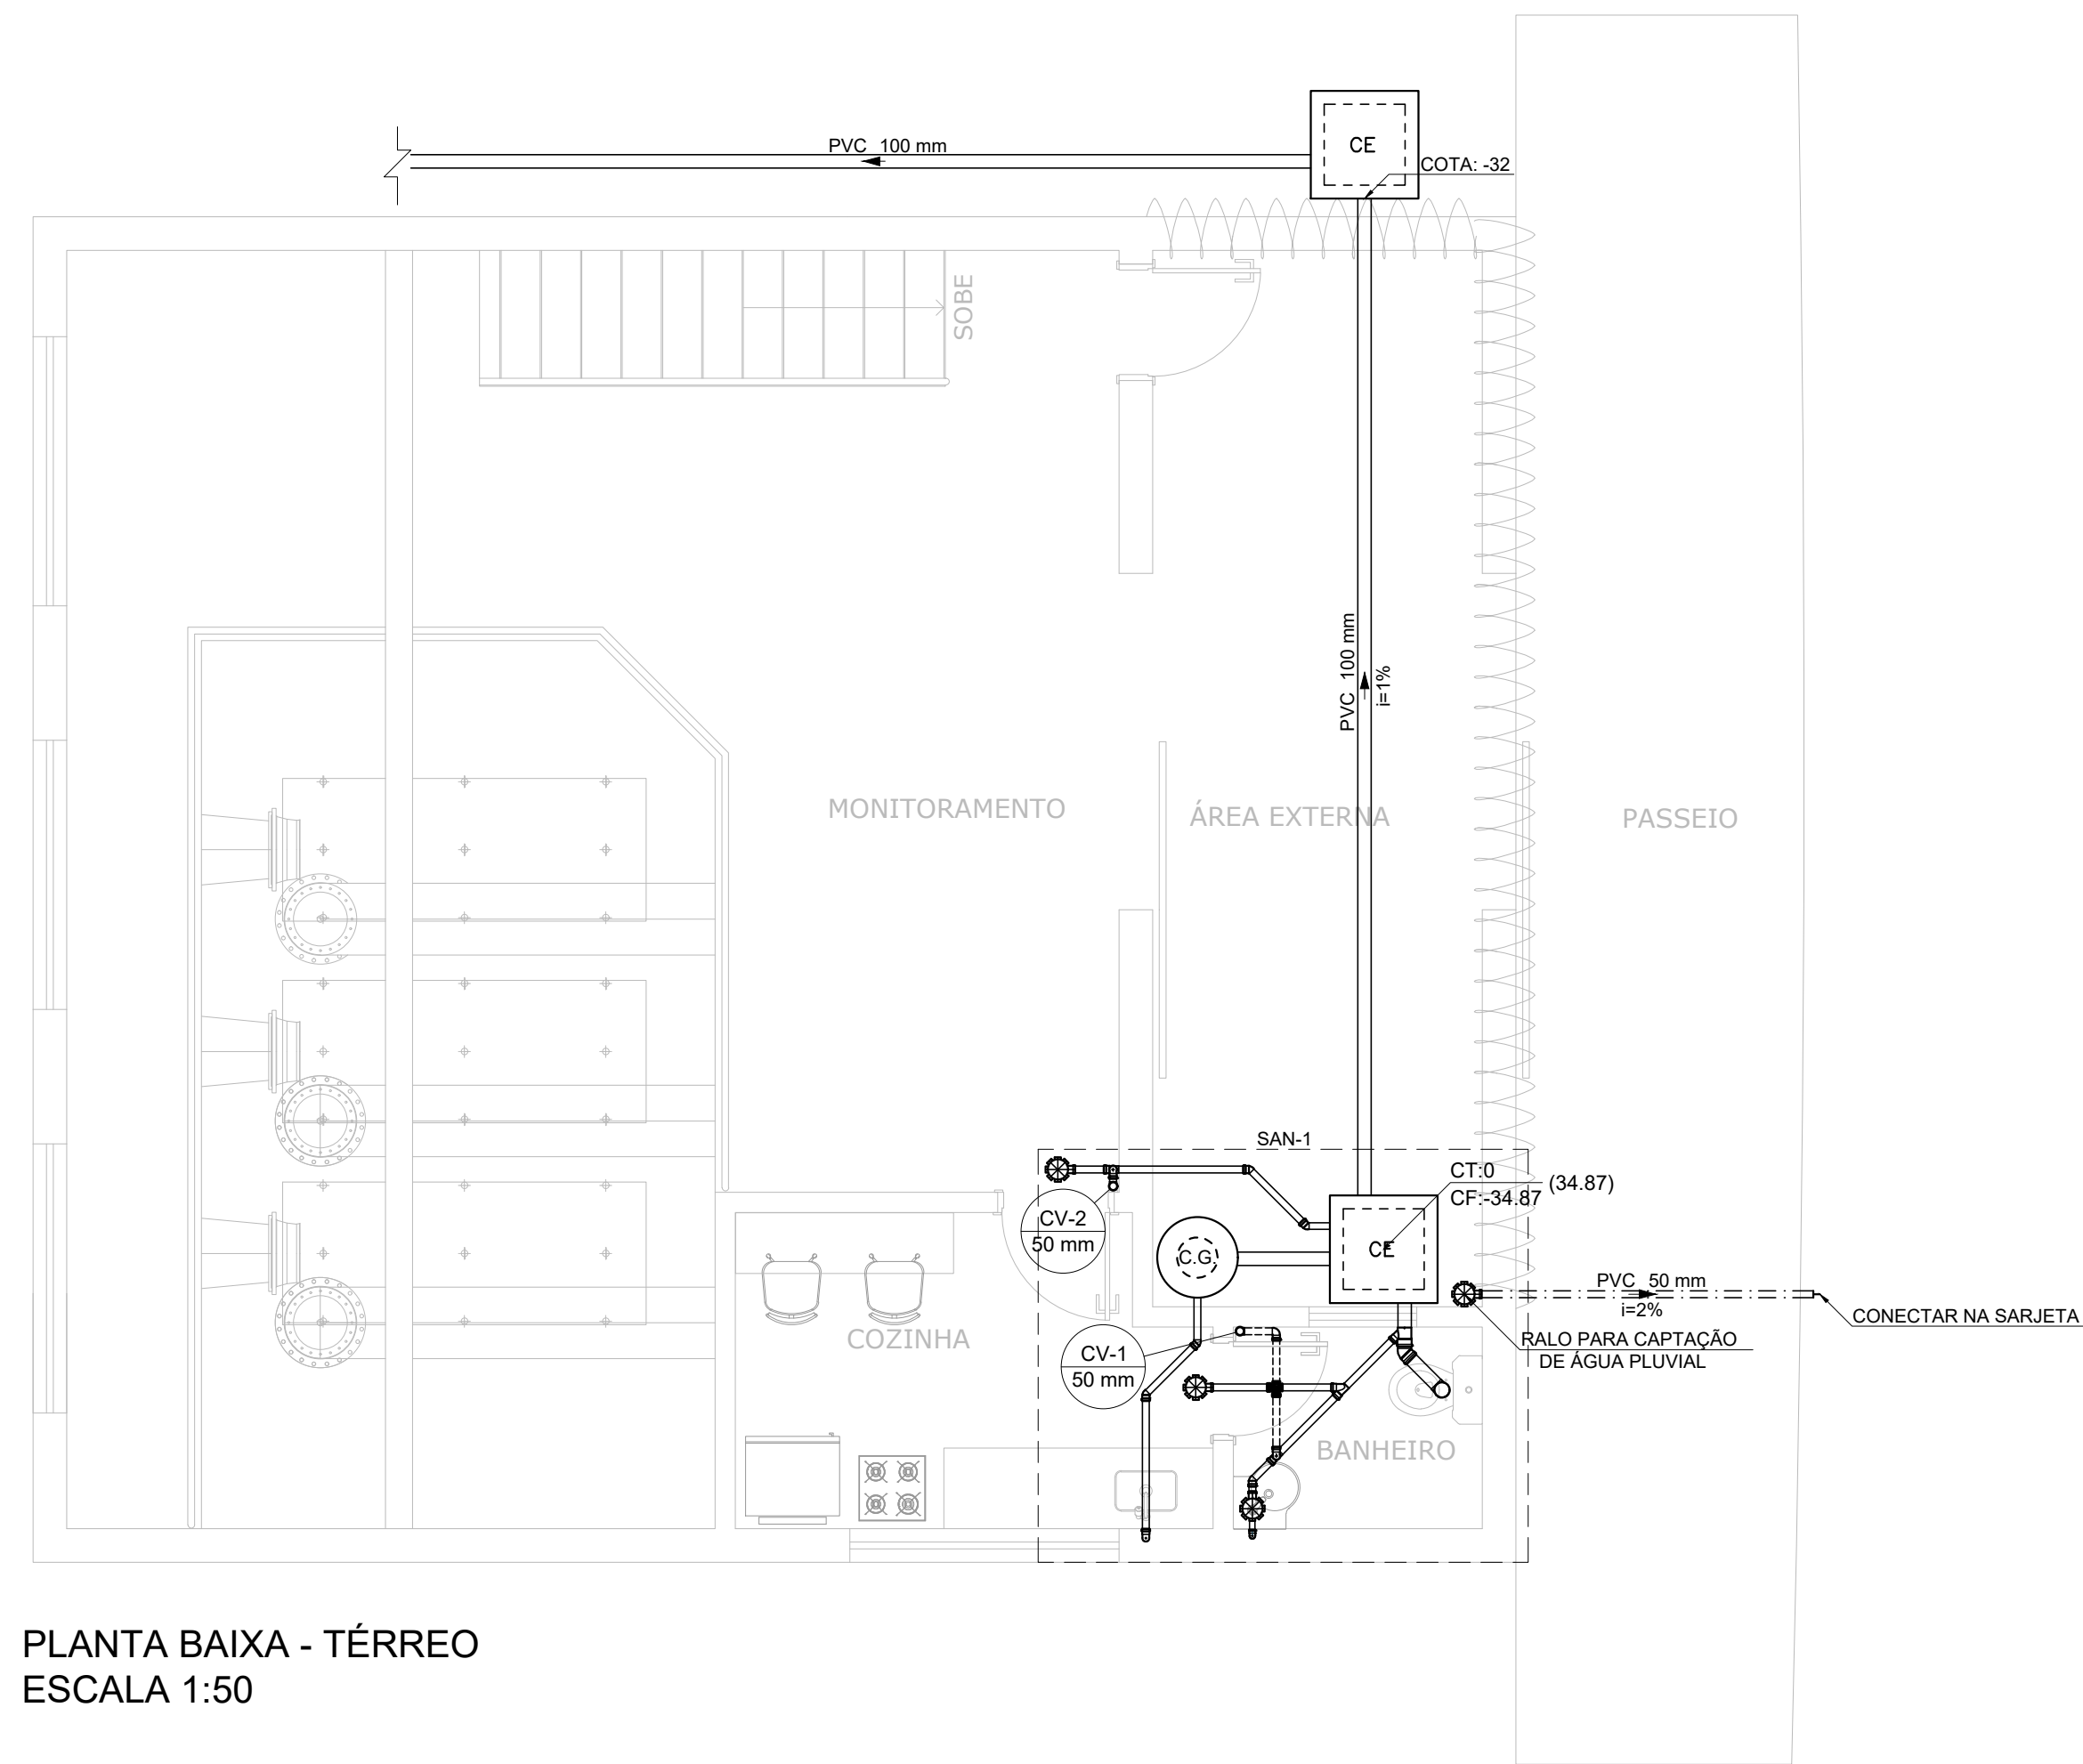 PVC 100 mm
CE
COTA: -32
SOBE
PVC 100 mm
i=1%
MONITORAMENTO
ÁREA EXTERNA
PASSEIO
SAN-1
CT:0
CF:-34.87
(34.87)
CV-2
50 mm
C.G.
CE
PVC 50 mm
i=2%
CONECTAR NA SARJETA
RALO PARA CAPTAÇÃO
DE ÁGUA PLUVIAL
COZINHA
CV-1
50 mm
BANHEIRO
PLANTA BAIXA - TÉRREO
ESCALA 1:50